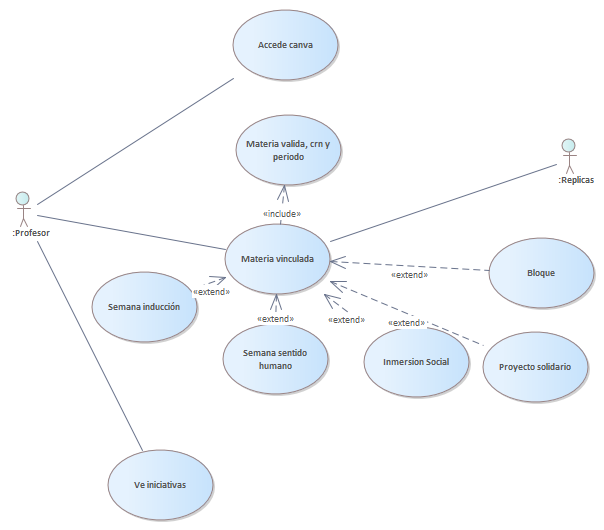 Accede canva
Materia valida, crn y
periodo
:Replicas
:Profesor
«include»
Materia vinculada
Bloque
«extend»
Semana inducción
«extend»
«extend»
«extend»
«extend»
Semana sentido
humano
Inmersion Social
Proyecto solidario
Ve iniciativas